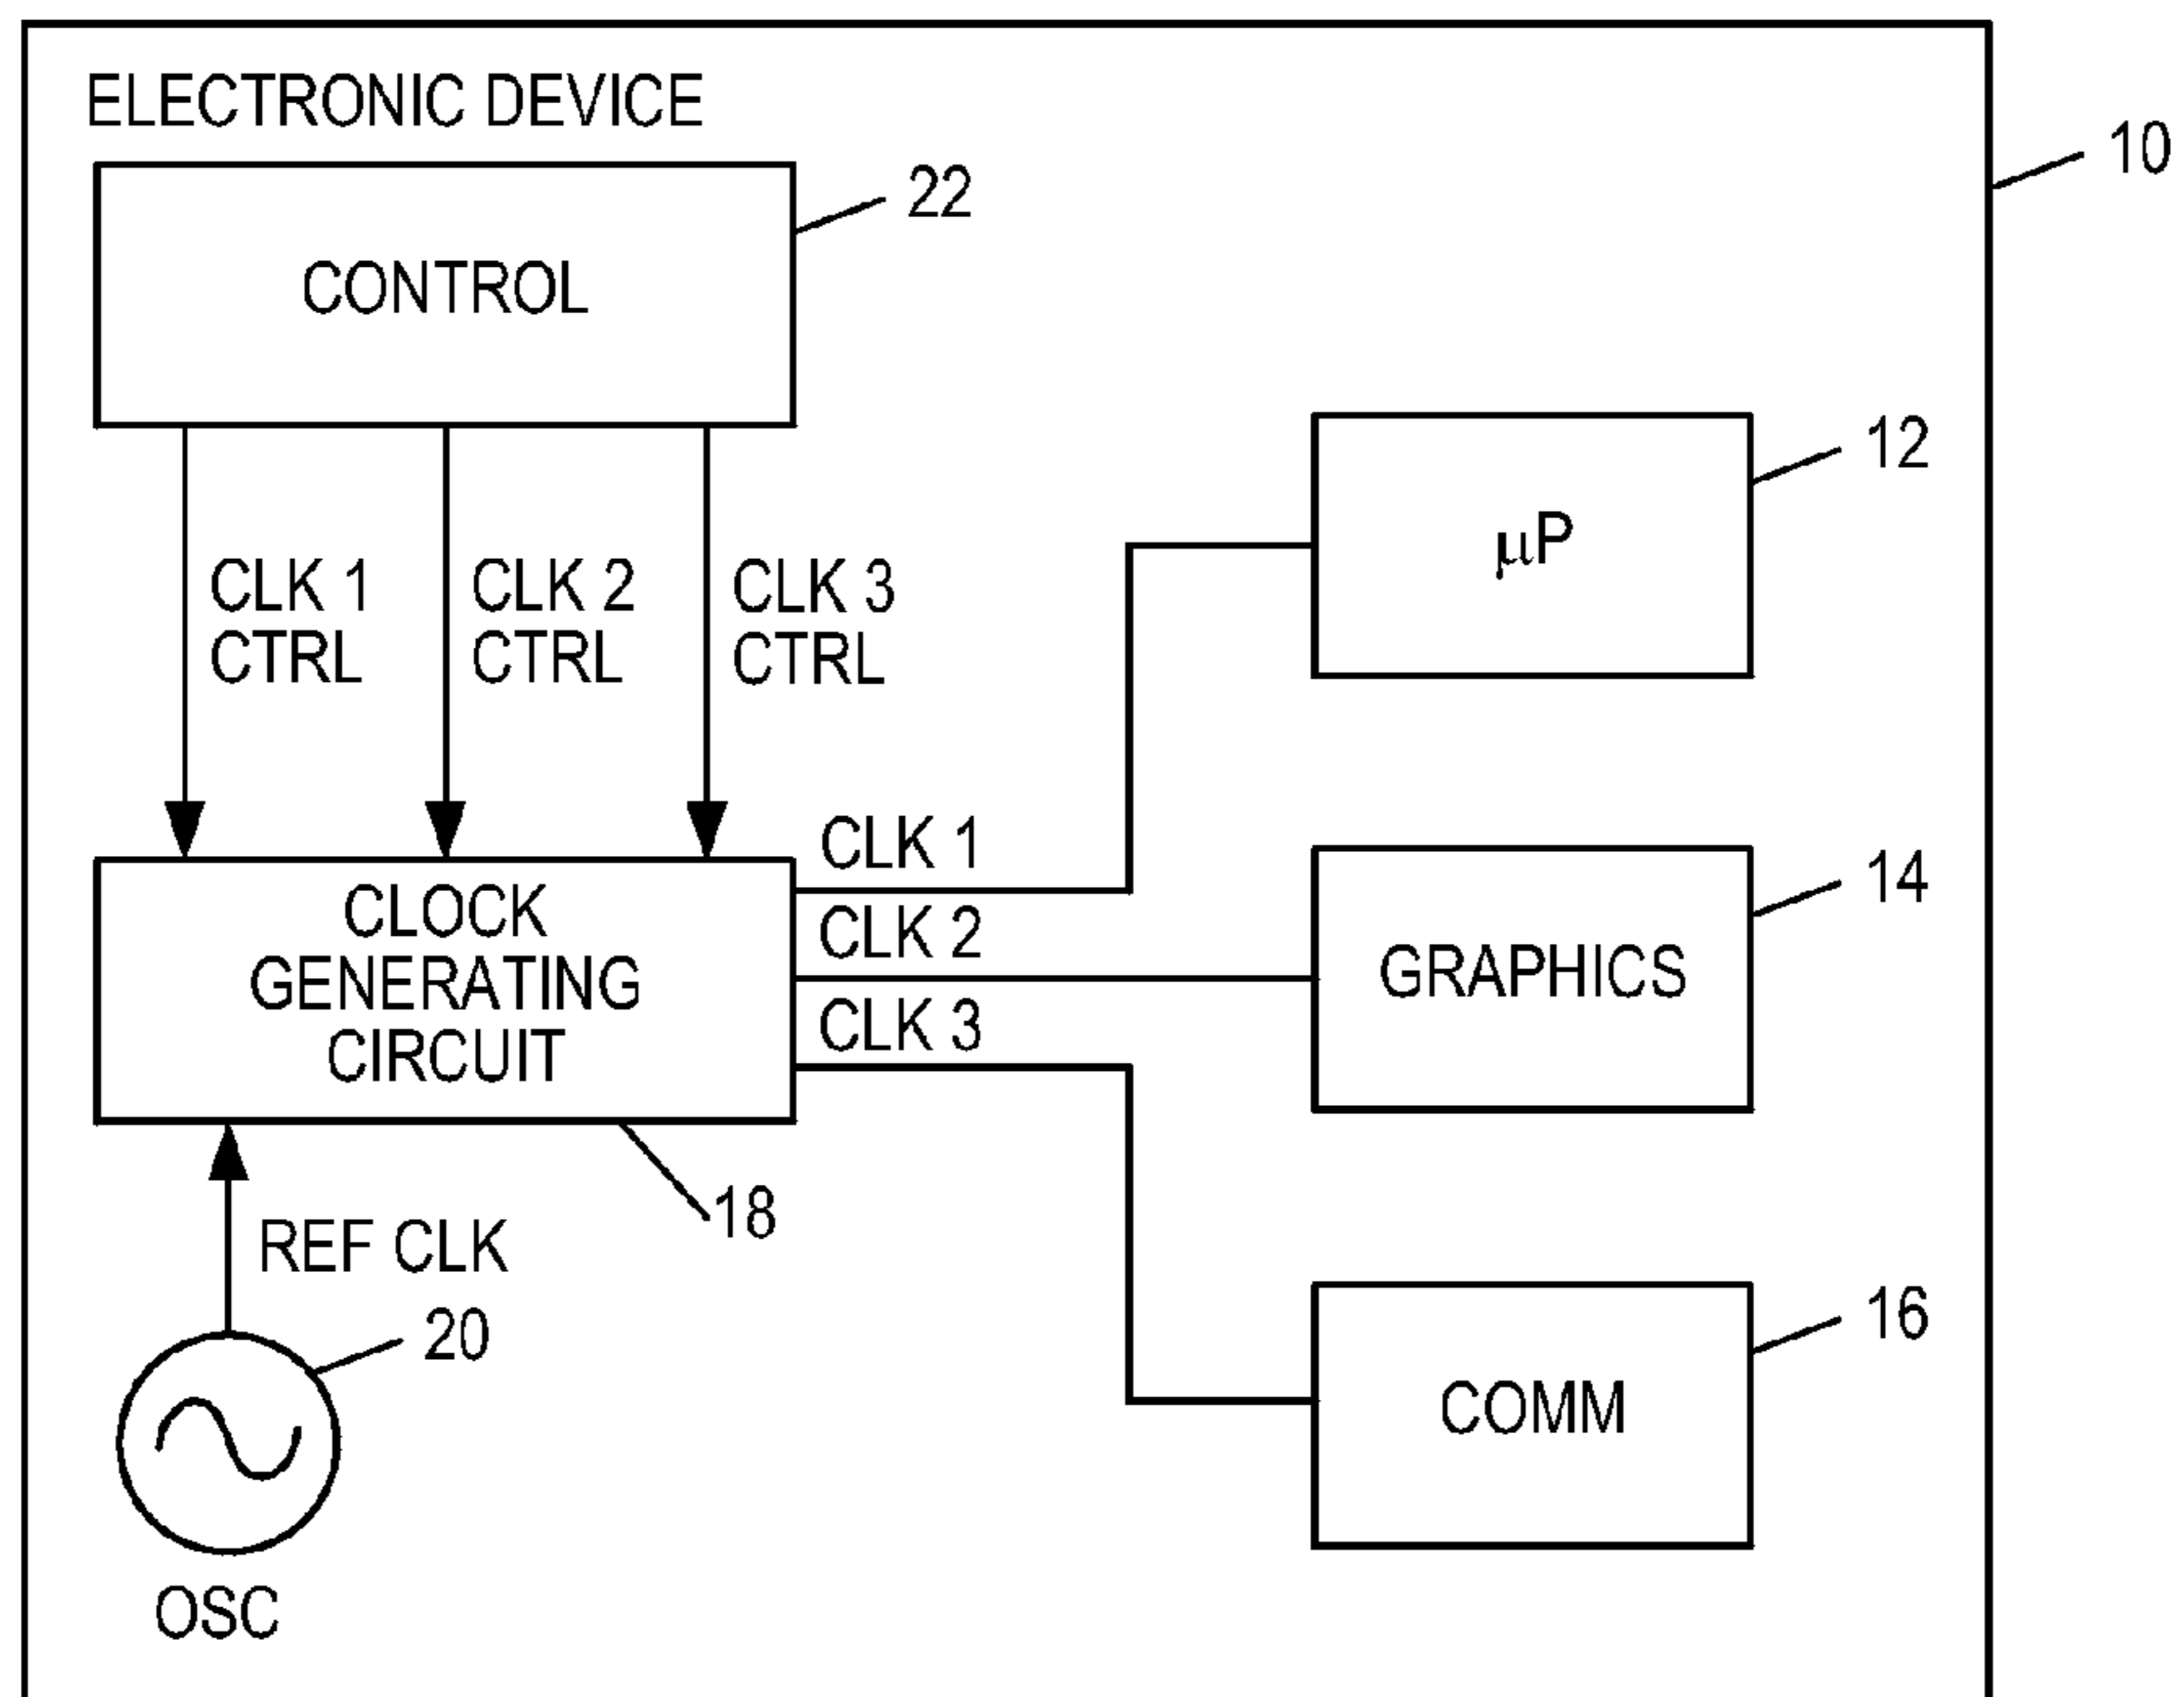 ELECTRONIC DEVICE
10
22
CONTROL
12
µP
CLK 1
CTRL
CLK 2
CTRL
CLK 3
CTRL
CLK 1
CLK 2
CLK 3
14
GRAPHICS
CLOCK
GENERATING
CIRCUIT
18
REF CLK
20
16
COMM
OSC